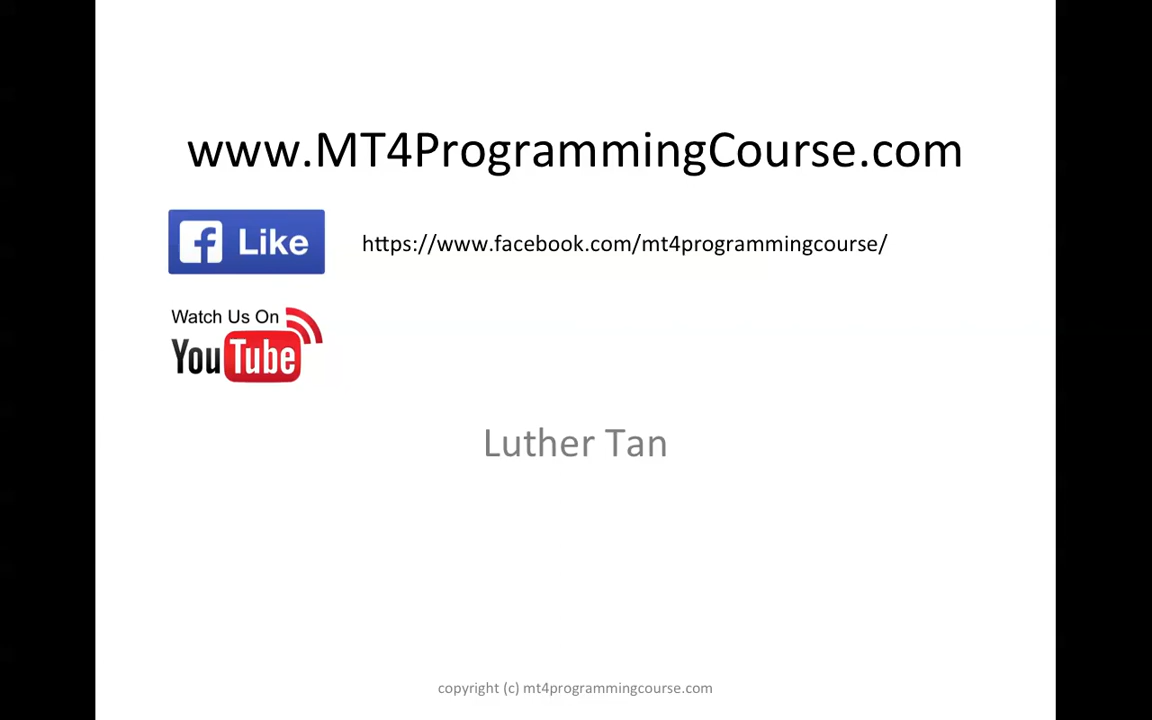 www.MT4ProgrammingCourse.com
Like
https://www.facebook.com/mt4programmingcourse/
Watch Us On
YouTube
Luther Tan
copyright (c) mt4programmingcourse.com